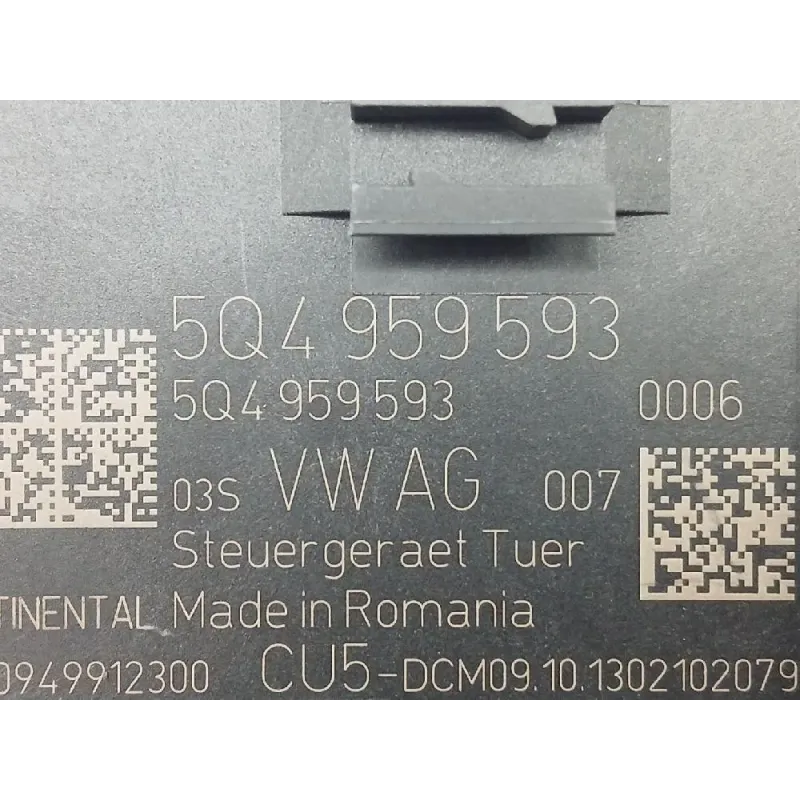 5Q4 959 593
5Q4 959 593 0006
03S VW AG 007
Steuergeraet Tuer
TINENTAL Made in Romania
0949912300 CU5-DCM09.10.1302102079